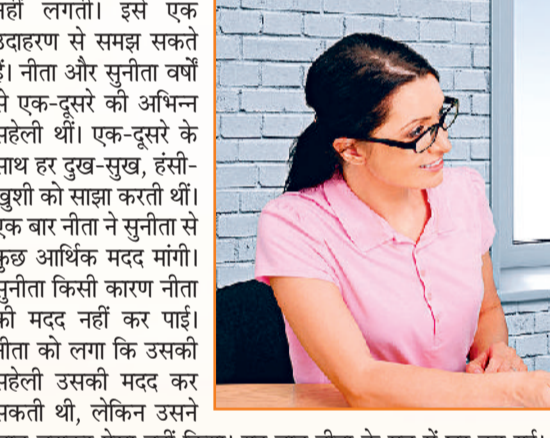 नहीं लगती। इसे एक
उदाहरण से समझ सकते
हैं। नीता और सुनीता वर्षों
से एक-दूसरे की अभिन्न
सहेली थीं। एक-दूसरे के
साथ हर दुख-सुख, हंसी-
खुशी को साझा करती थीं।
एक बार नीता ने सुनीता से
कुछ आर्थिक मदद मांगी।
सुनीता किसी कारण नीता
की मदद नहीं कर पाई।
नीता को लगा कि उसकी
सहेली उसकी मदद कर
सकती थी, लेकिन उसने